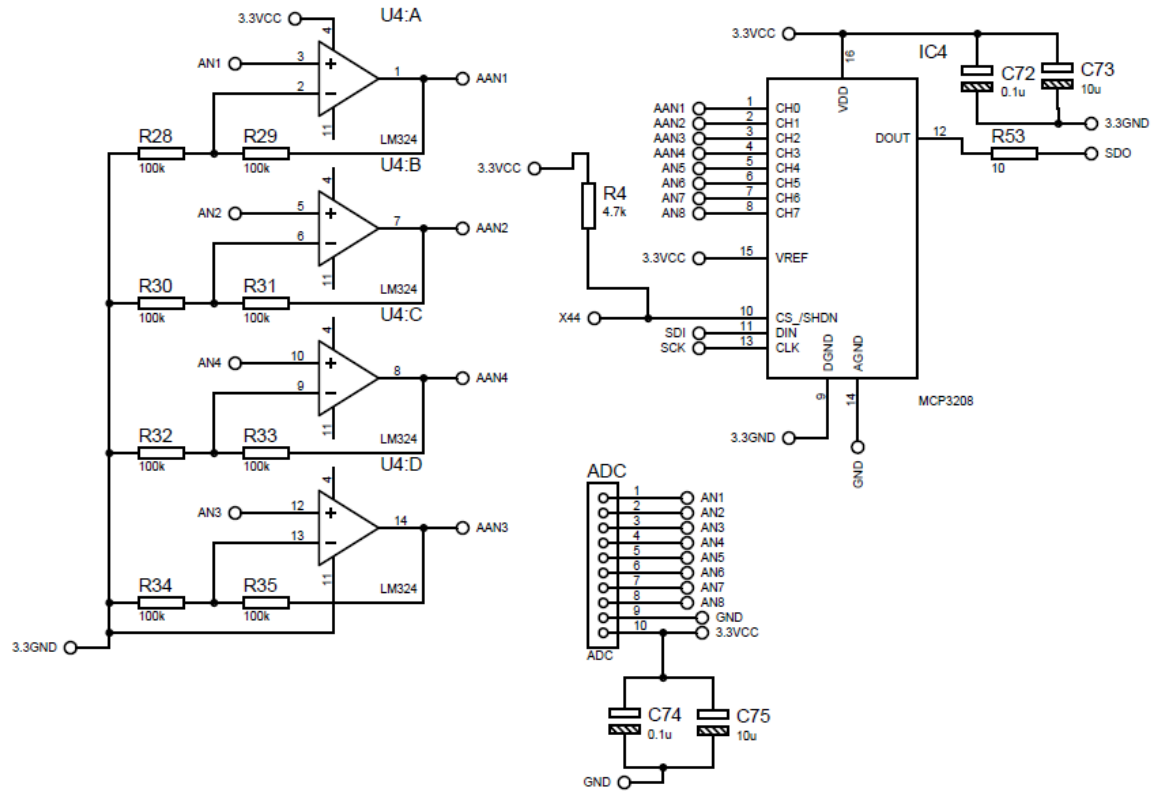 U4:A
3.3VCC
4
AN1
3
2
1
AAN1
11
LM324
R28
100k
R29
100k
U4:B
4
AN2
5
6
7
AAN2
11
LM324
R30
100k
R31
100k
U4:C
4
AN4
10
9
8
AAN4
11
LM324
R32
100k
R33
100k
U4:D
4
AN3
12
13
14
AAN3
11
LM324
R34
100k
R35
100k
3.3GND
3.3VCC
IC4
16
VDD
C72
0.1u
C73
10u
3.3GND
AAN1 1 CH0
AAN2 2 CH1
AAN3 3 CH2
AAN4 4 CH3
AN5 5 CH4
AN6 6 CH5
AN7 7 CH6
AN8 8 CH7
DOUT 12
R53
10
SDO
3.3VCC
R4
4.7k
3.3VCC 15 VREF
X44 10 CS_/SHDN
SDI 11 DIN
SCK 13 CLK
DGND
AGND
9
14
MCP3208
3.3GND
GND
ADC
1 AN1
2 AN2
3 AN3
4 AN4
5 AN5
6 AN6
7 AN7
8 AN8
9 GND
10 3.3VCC
ADC
C74
0.1u
C75
10u
GND